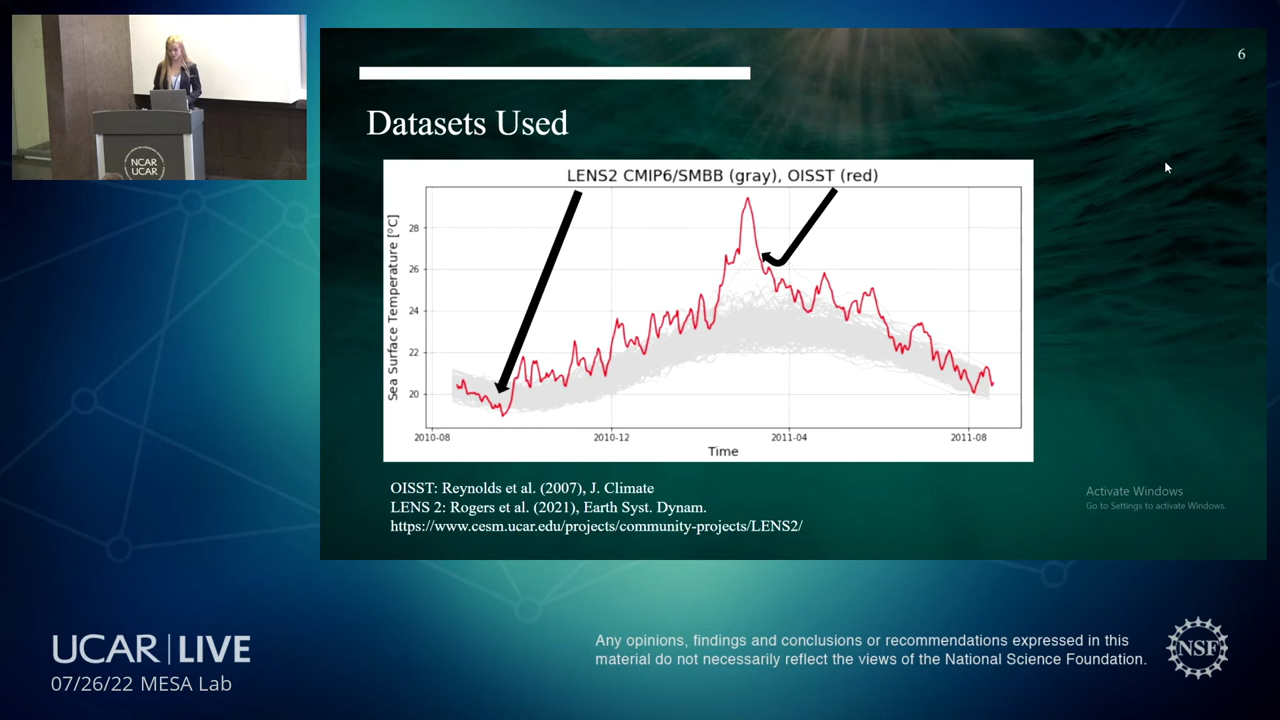 NCAR
UCAR
6
Datasets Used
LENS2 CMIP6/SMBB (gray), OISST (red)
Sea Surface Temperature [°C]
28
26
24
22
20
2010-08
2010-12
2011-04
2011-08
Time
OISST: Reynolds et al. (2007), J. Climate
LENS 2: Rogers et al. (2021), Earth Syst. Dynam.
https://www.cesm.ucar.edu/projects/community-projects/LENS2/
Activate Windows
Go to Settings to activate Windows.
UCAR | LIVE
07/26/22 MESA Lab
Any opinions, findings and conclusions or recommendations expressed in this
material do not necessarily reflect the views of the National Science Foundation.
NSF